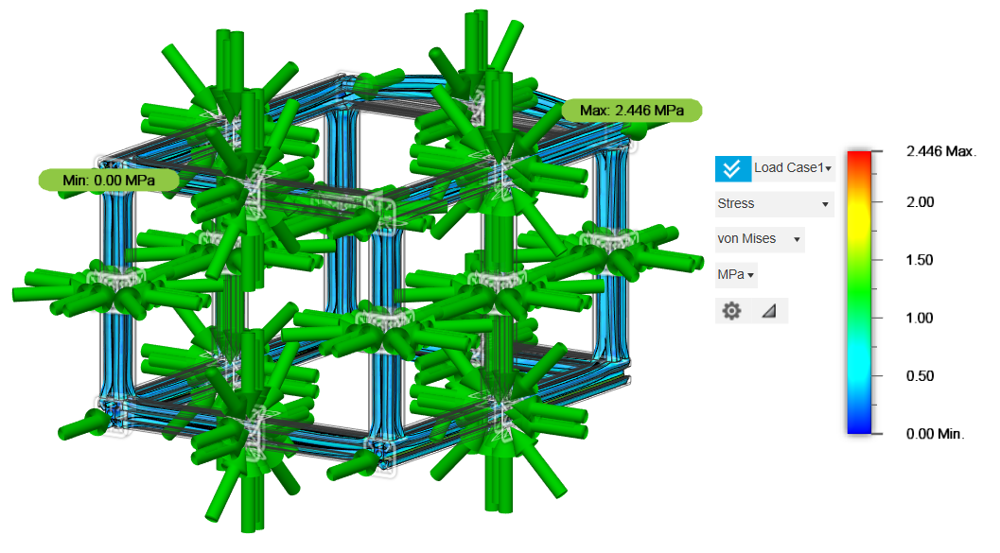 Max: 2.446 MPa
Min: 0.00 MPa
Load Case1
Stress
von Mises
MPa
2.446 Max.
2.00
1.50
1.00
0.50
0.00 Min.